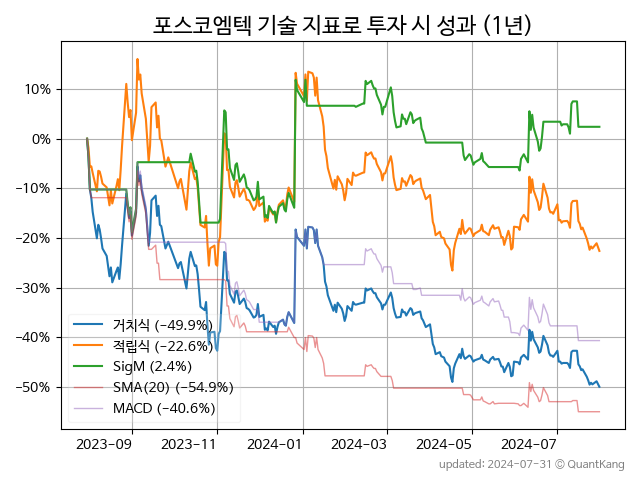 포스코엠텍 기술 지표로 투자 시 성과 (1년)
10%
0%
−10%
−20%
−30%
−40%
−50%
거치식 (−49.9%)
적립식 (−22.6%)
SigM (2.4%)
SMA(20) (−54.9%)
MACD (−40.6%)
2023−09
2023−11
2024−01
2024−03
2024−05
2024−07
updated: 2024-07-31 © QuantKang